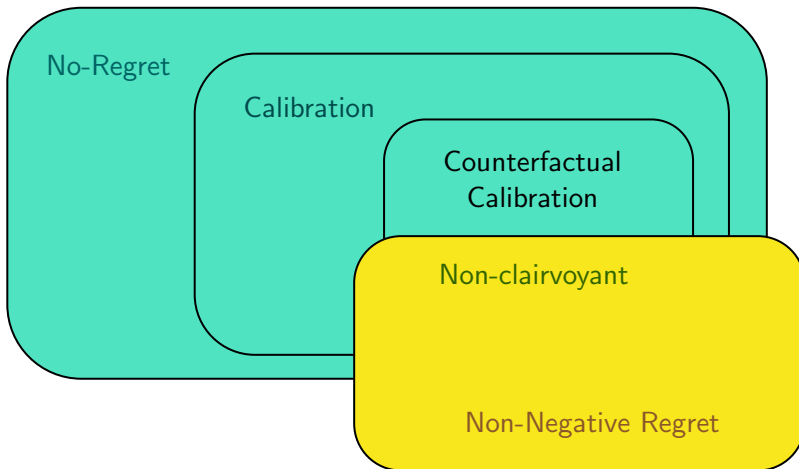 No-Regret
Calibration
Counterfactual
Calibration
Non-clairvoyant
Non-Negative Regret